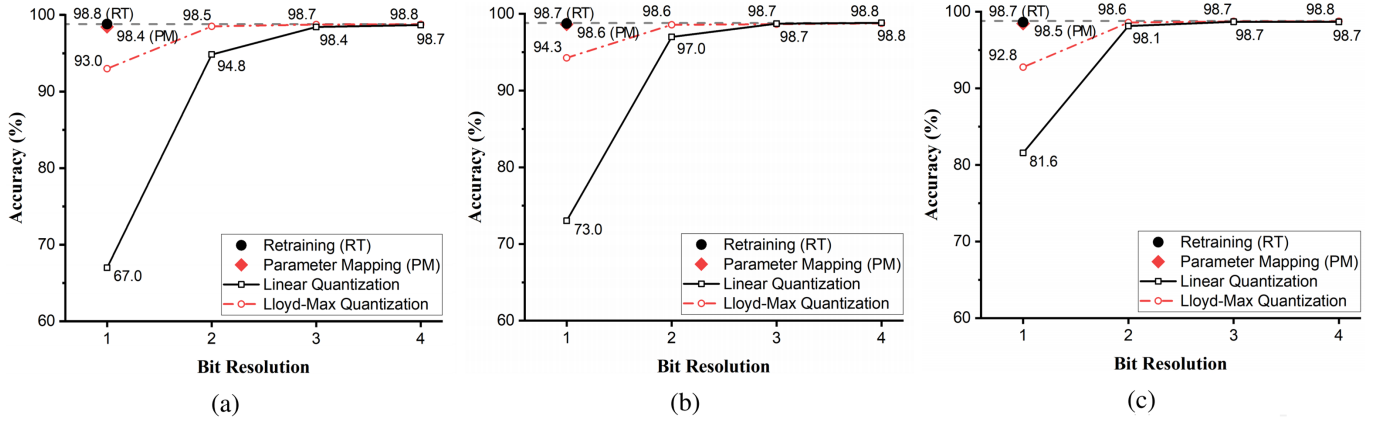 98.8 (RT) 98.5 98.7 98.8
98.4 (PM) 98.4 98.7
93.0
94.8
67.0
100
90
80
70
60
Accuracy (%)
Retraining (RT)
Parameter Mapping (PM)
Linear Quantization
Lloyd-Max Quantization
1 2 3 4
Bit Resolution
(a)
98.7 (RT) 98.6 98.7 98.8
98.6 (PM) 98.7 98.8
94.3
97.0
73.0
100
90
80
70
60
Accuracy (%)
Retraining (RT)
Parameter Mapping (PM)
Linear Quantization
Lloyd-Max Quantization
1 2 3 4
Bit Resolution
(b)
98.7 (RT) 98.6 98.7 98.8
98.5 (PM) 98.1 98.7 98.7
92.8
81.6
100
90
80
70
60
Accuracy (%)
Retraining (RT)
Parameter Mapping (PM)
Linear Quantization
Lloyd-Max Quantization
1 2 3 4
Bit Resolution
(c)